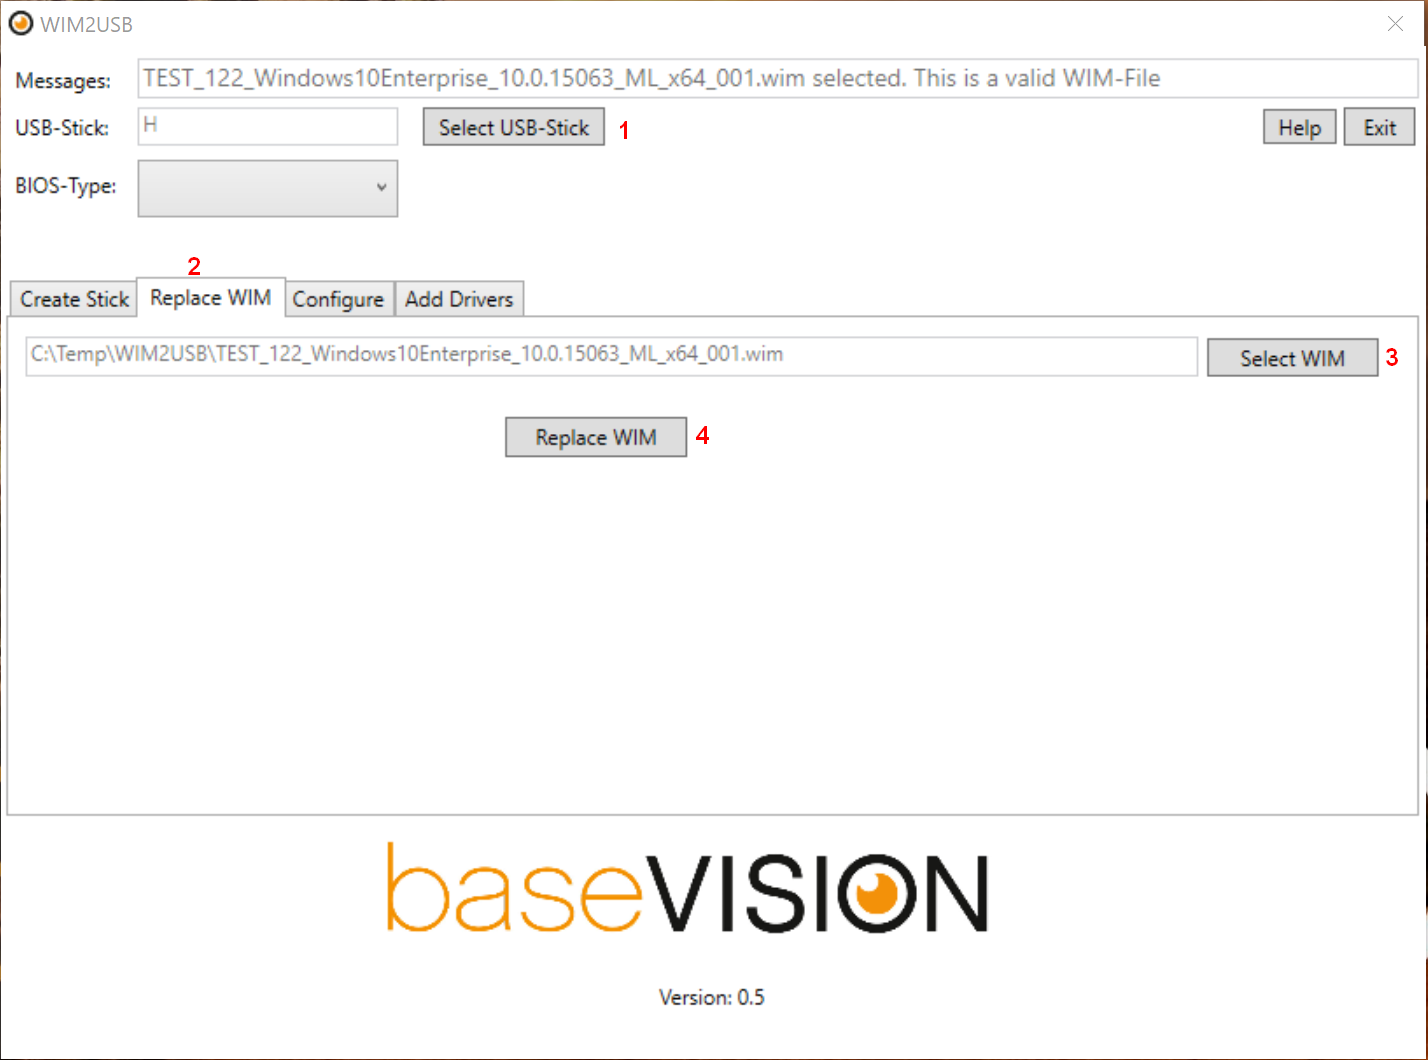 WIM2USB
Messages: TEST_122_Windows10Enterprise_10.0.15063_ML_x64_001.wim selected. This is a valid WIM-File
USB-Stick: H Select USB-Stick 1 Help Exit
BIOS-Type:
2
Create Stick Replace WIM Configure Add Drivers
C:\Temp\WIM2USB\TEST_122_Windows10Enterprise_10.0.15063_ML_x64_001.wim Select WIM 3
Replace WIM 4
baseVISION
Version: 0.5